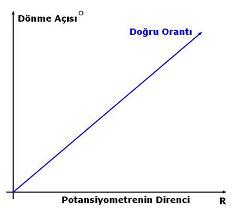 Dönme Açısı O
Doğru Orantı
Potansiyometrenin Direnci R